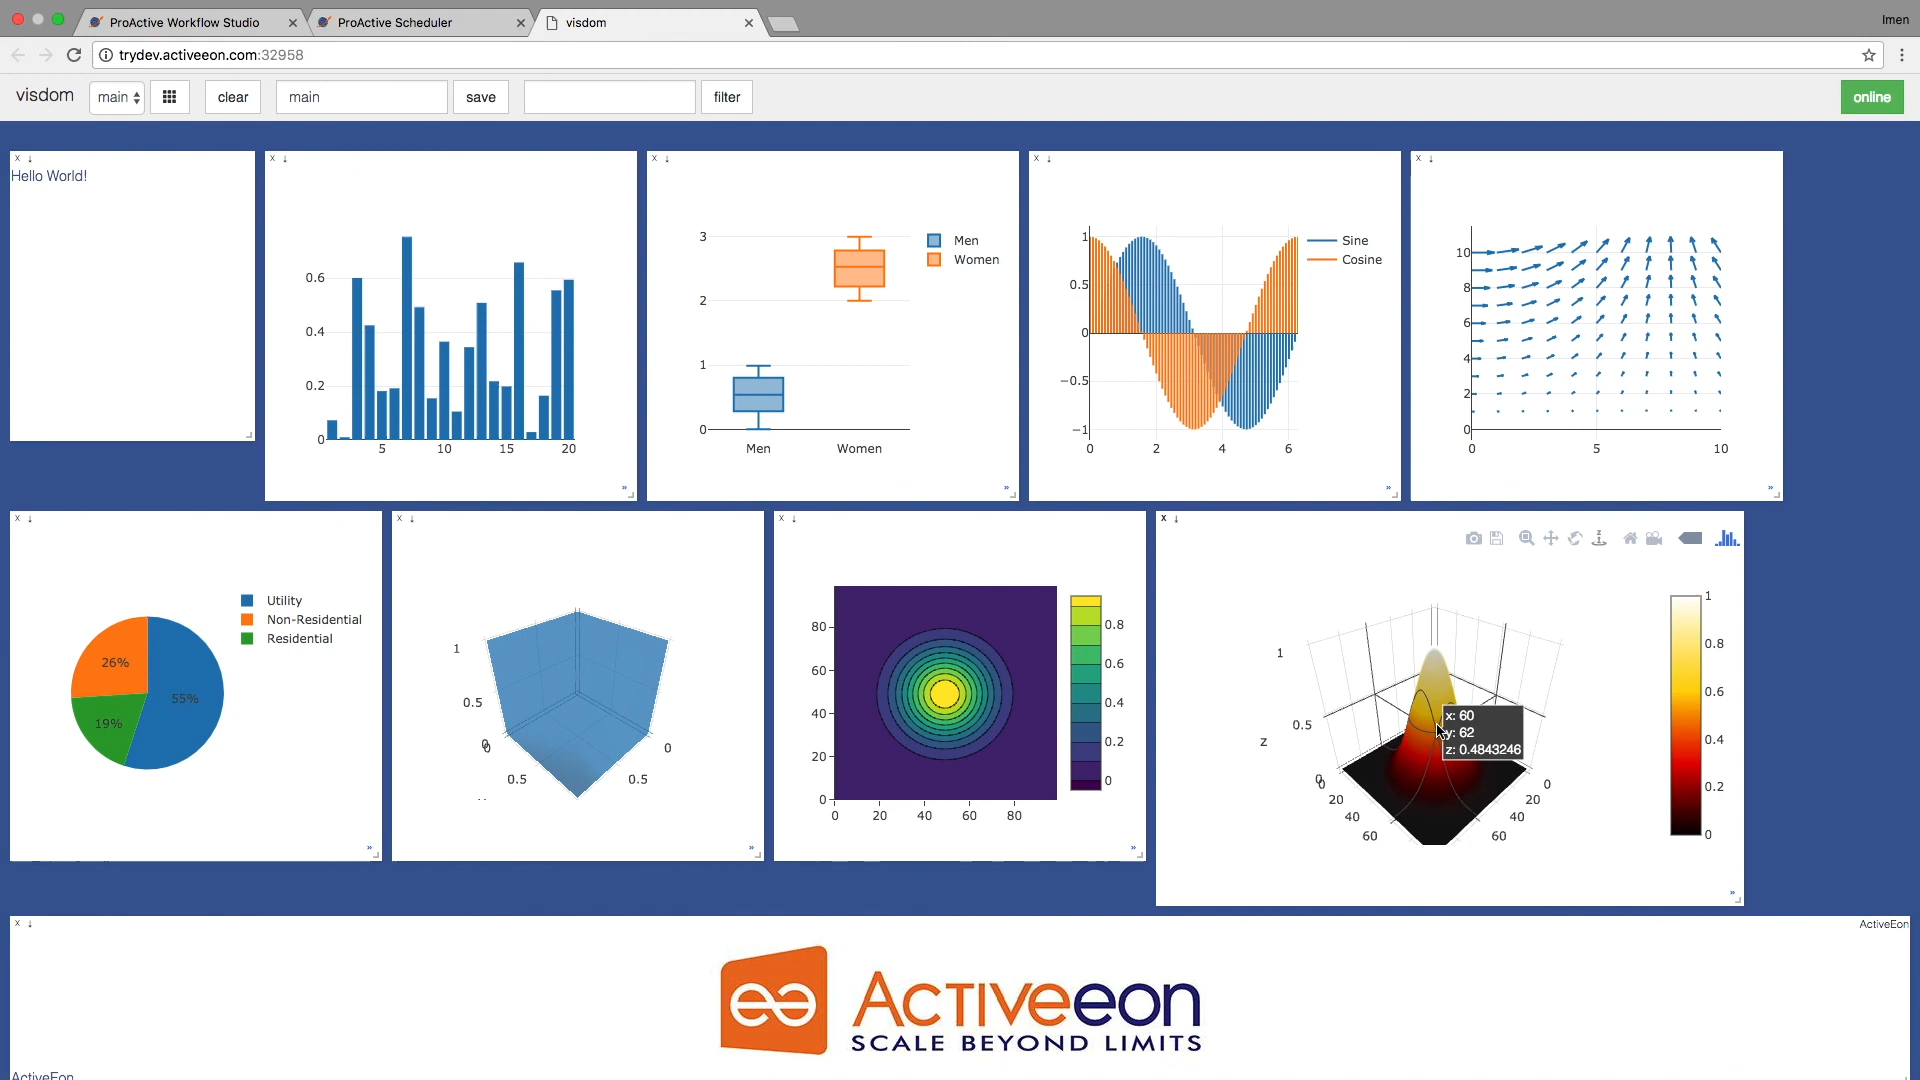 ProActive Workflow Studio
ProActive Scheduler
visdom
Imen
trydev.activeeon.com:32958
visdom
main
clear
main
save
filter
online
X ↓
Hello World!
X ↓
0.6
0.4
0.2
0
5 10 15 20
»
X ↓
3
2
1
0
Men Women
Men
Women
»
X ↓
1
0.5
0
−0.5
−1
0 2 4 6
Sine
Cosine
»
X ↓
10
8
6
4
2
0
0 5 10
»
X ↓
Utility
Non-Residential
Residential
26%
55%
19%
»
X ↓
1
0.5
0
0
0
0.5
0.5
»
X ↓
80
60
40
20
0
0 20 40 60 80
0.8
0.6
0.4
0.2
0
»
X ↓
1
0.5
z
0
0
20
40
60
0
20
40
60
x: 60
y: 62
z: 0.4843246
1
0.8
0.6
0.4
0.2
0
»
X ↓
ActiveEon
Activeeon
SCALE BEYOND LIMITS
ActiveEon